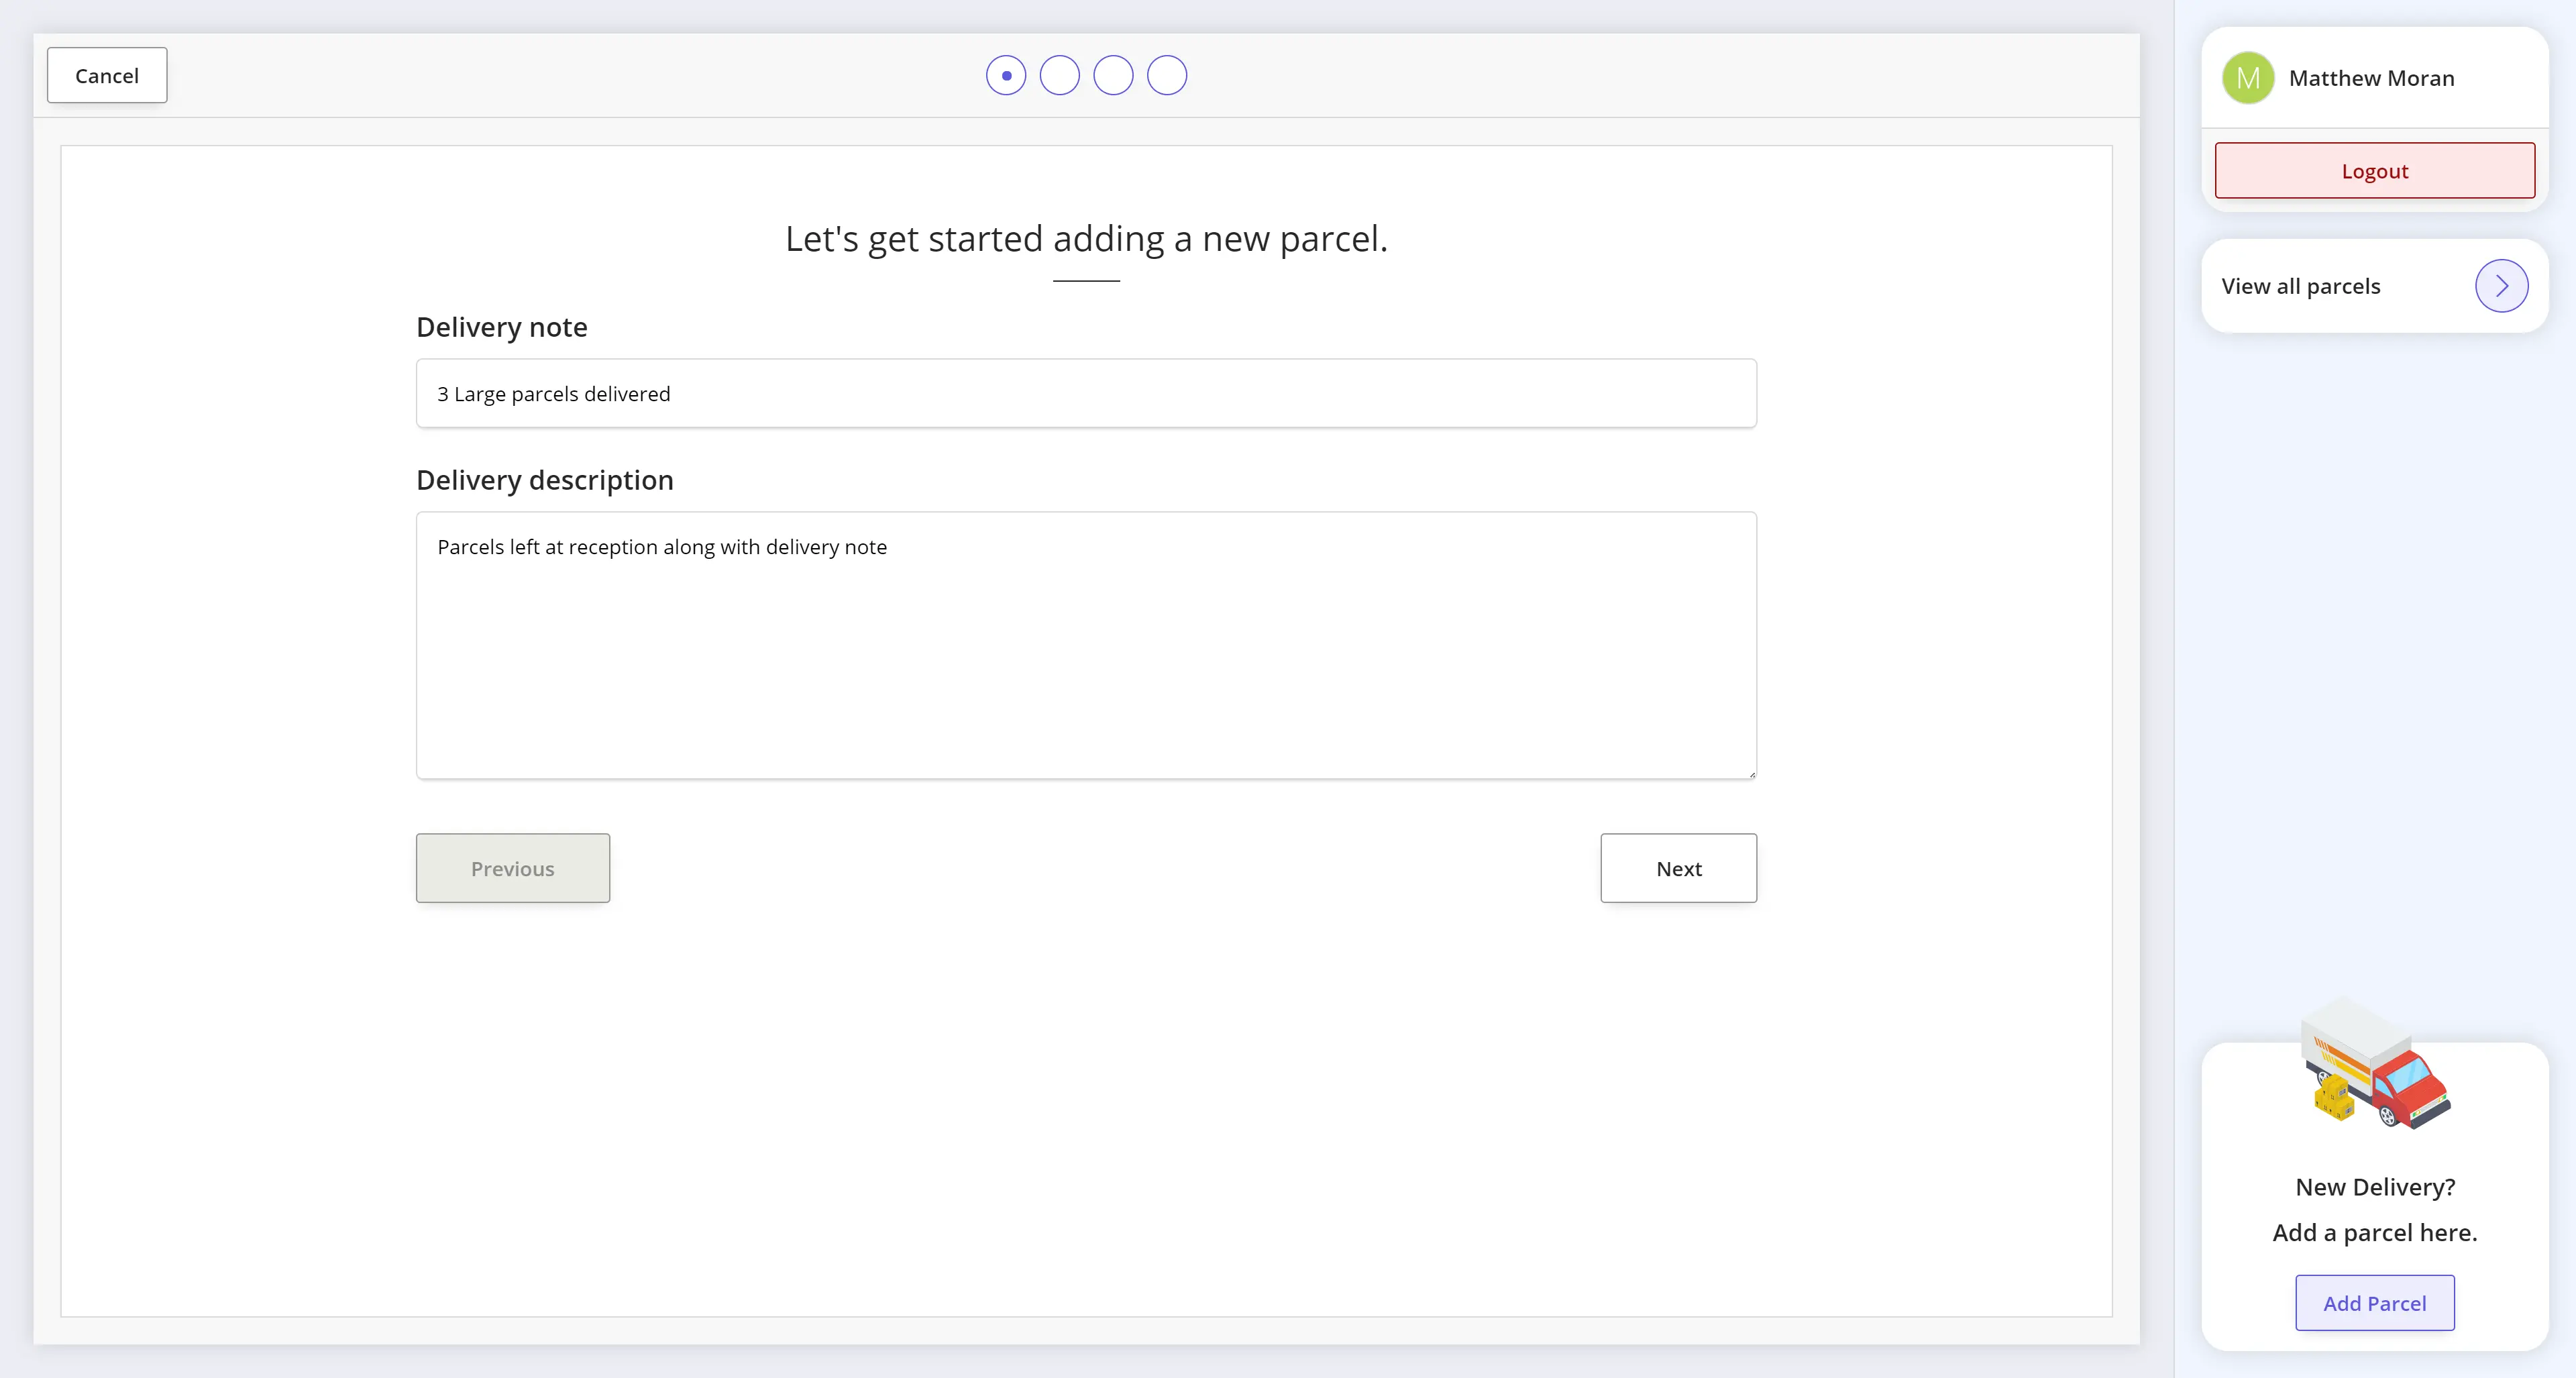 Cancel
Let's get started adding a new parcel.
Delivery note
3 Large parcels delivered
Delivery description
Parcels left at reception along with delivery note
Previous
Next
M
Matthew Moran
Logout
View all parcels
New Delivery?
Add a parcel here.
Add Parcel